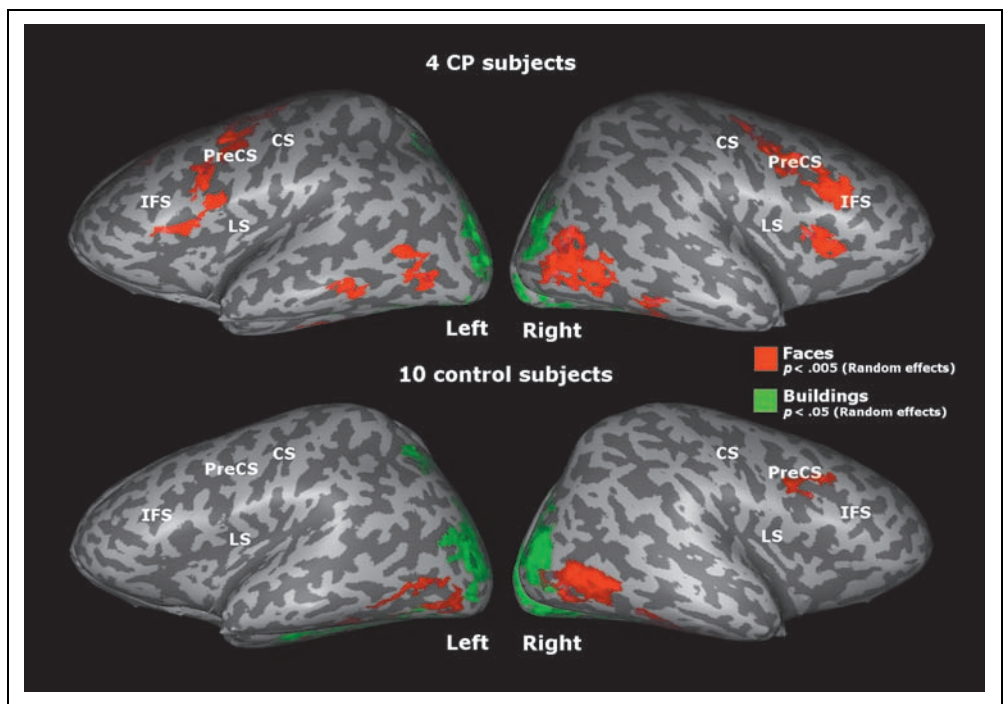 4 CP subjects
CS
PreCS
IFS
LS
CS
PreCS
IFS
LS
Left
Right
Faces
p < .005 (Random effects)
Buildings
p < .05 (Random effects)
10 control subjects
CS
PreCS
IFS
LS
CS
PreCS
IFS
LS
Left
Right